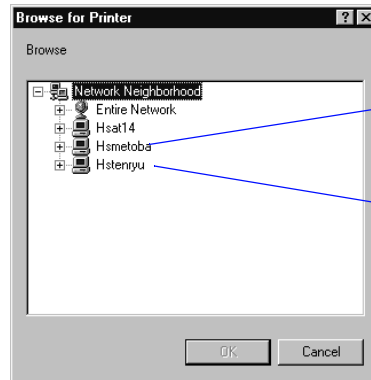 Browse for Printer
Browse
Network Neighborhood
Entire Network
Hsat14
Hsmetoba
Hstenryu
OK
Cancel